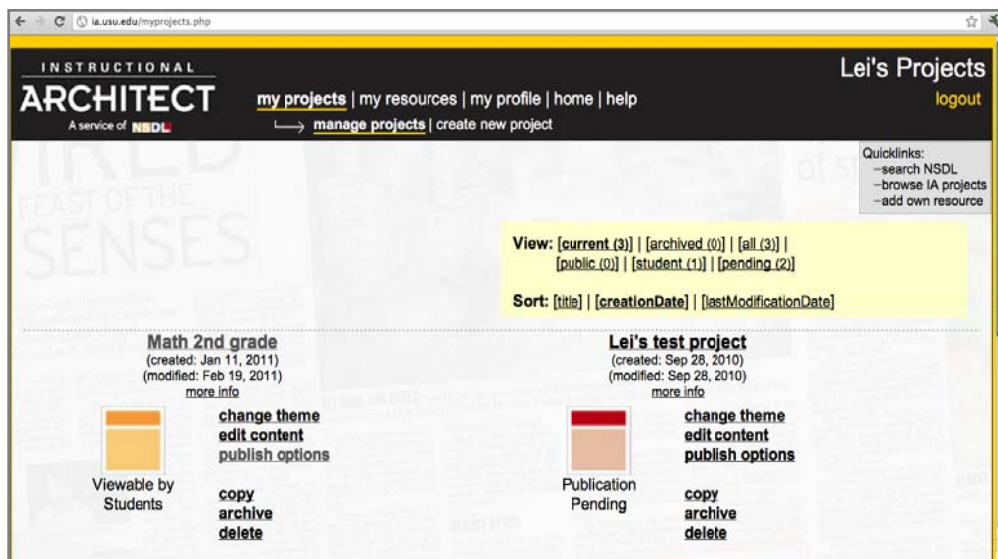 ia.usu.edu/myprojects.php
INSTRUCTIONAL
ARCHITECT
A service of NSDL
my projects | my resources | my profile | home | help
manage projects | create new project
Lei's Projects
logout
Quicklinks:
–search NSDL
–browse IA projects
–add own resource
FEAST OF THE
SENSES
View: [current (3)] | [archived (0)] | [all (3)] |
[public (0)] | [student (1)] | [pending (2)]
Sort: [title] | [creationDate] | [lastModificationDate]
Math 2nd grade
(created: Jan 11, 2011)
(modified: Feb 19, 2011)
more info
change theme
edit content
publish options
Viewable by
Students
copy
archive
delete
Lei's test project
(created: Sep 28, 2010)
(modified: Sep 28, 2010)
more info
change theme
edit content
publish options
Publication
Pending
copy
archive
delete